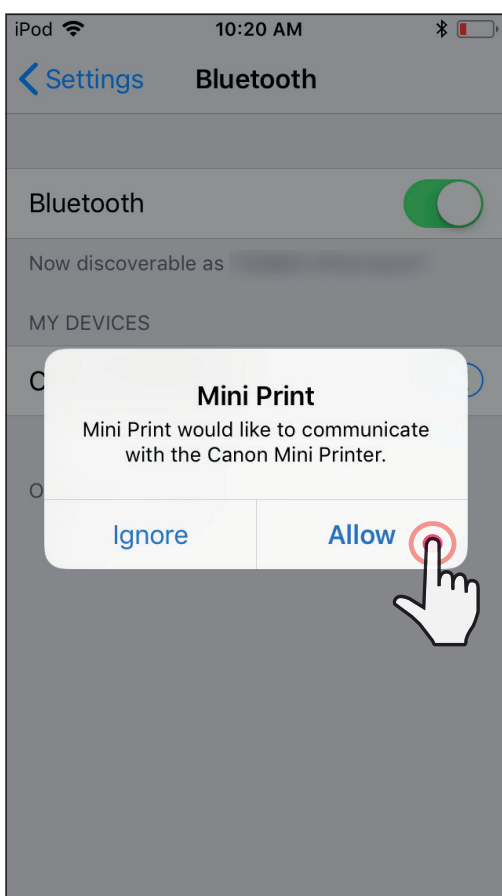 iPod 10:20 AM
Settings Bluetooth
Bluetooth
Now discoverable as
MY DEVICES
C
Mini Print
Mini Print would like to communicate
with the Canon Mini Printer.
O
Ignore Allow